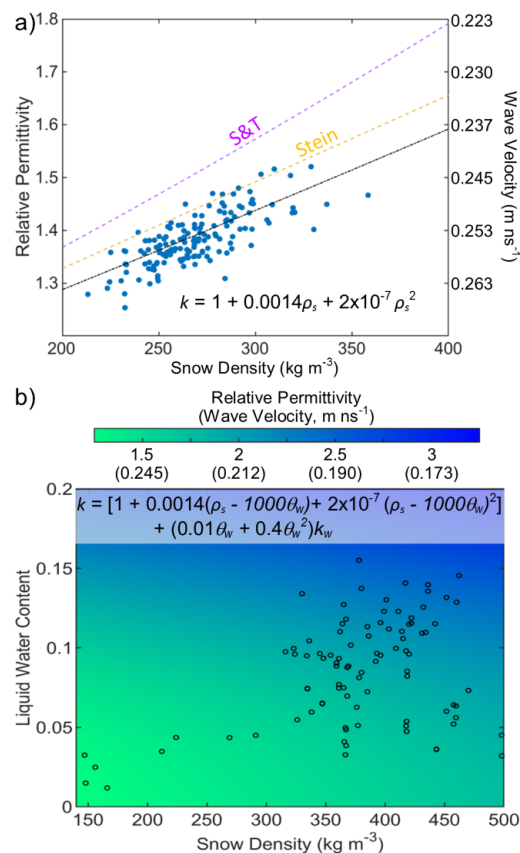 a)
1.8
1.7
1.6
1.5
1.4
1.3
Relative Permittivity
0.223
0.230
0.237
0.245
0.253
0.263
Wave Velocity (m ns⁻¹)
S&T
Stein
k = 1 + 0.0014ρₛ + 2x10⁻⁷ ρₛ²
200 250 300 350 400
Snow Density (kg m⁻³)
b)
Relative Permittivity
(Wave Velocity, m ns⁻¹)
1.5 2 2.5 3
(0.245) (0.212) (0.190) (0.173)
k = [1 + 0.0014(ρₛ - 1000θ_w) + 2x10⁻⁷ (ρₛ - 1000θ_w)²]
+ (0.01θ_w + 0.4θ_w²)k_w
0.2
0.15
0.1
0.05
0
Liquid Water Content
150 200 250 300 350 400 450 500
Snow Density (kg m⁻³)